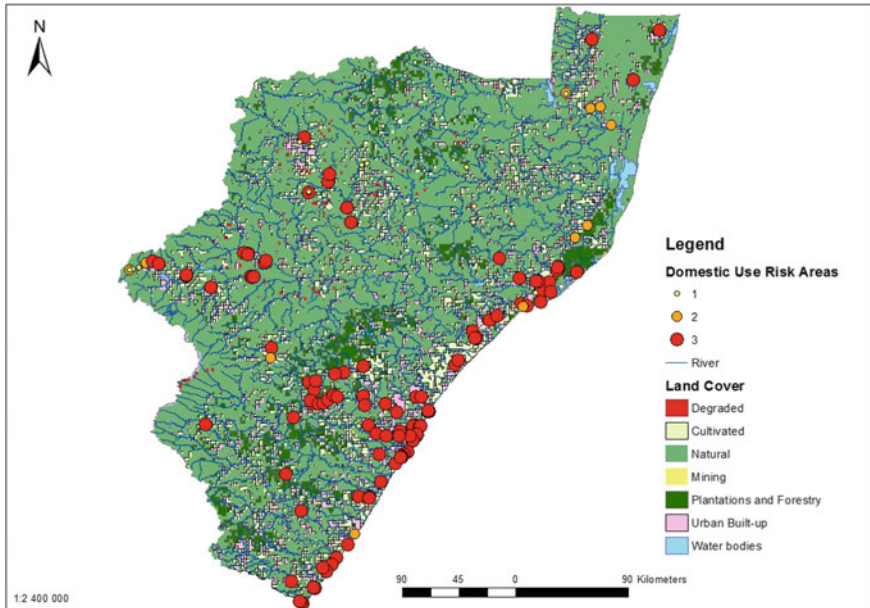 N
Legend
Domestic Use Risk Areas
1
2
3
River
Land Cover
Degraded
Cultivated
Natural
Mining
Plantations and Forestry
Urban Built-up
Water bodies
90 45 0 90 Kilometers
1:2 400 000